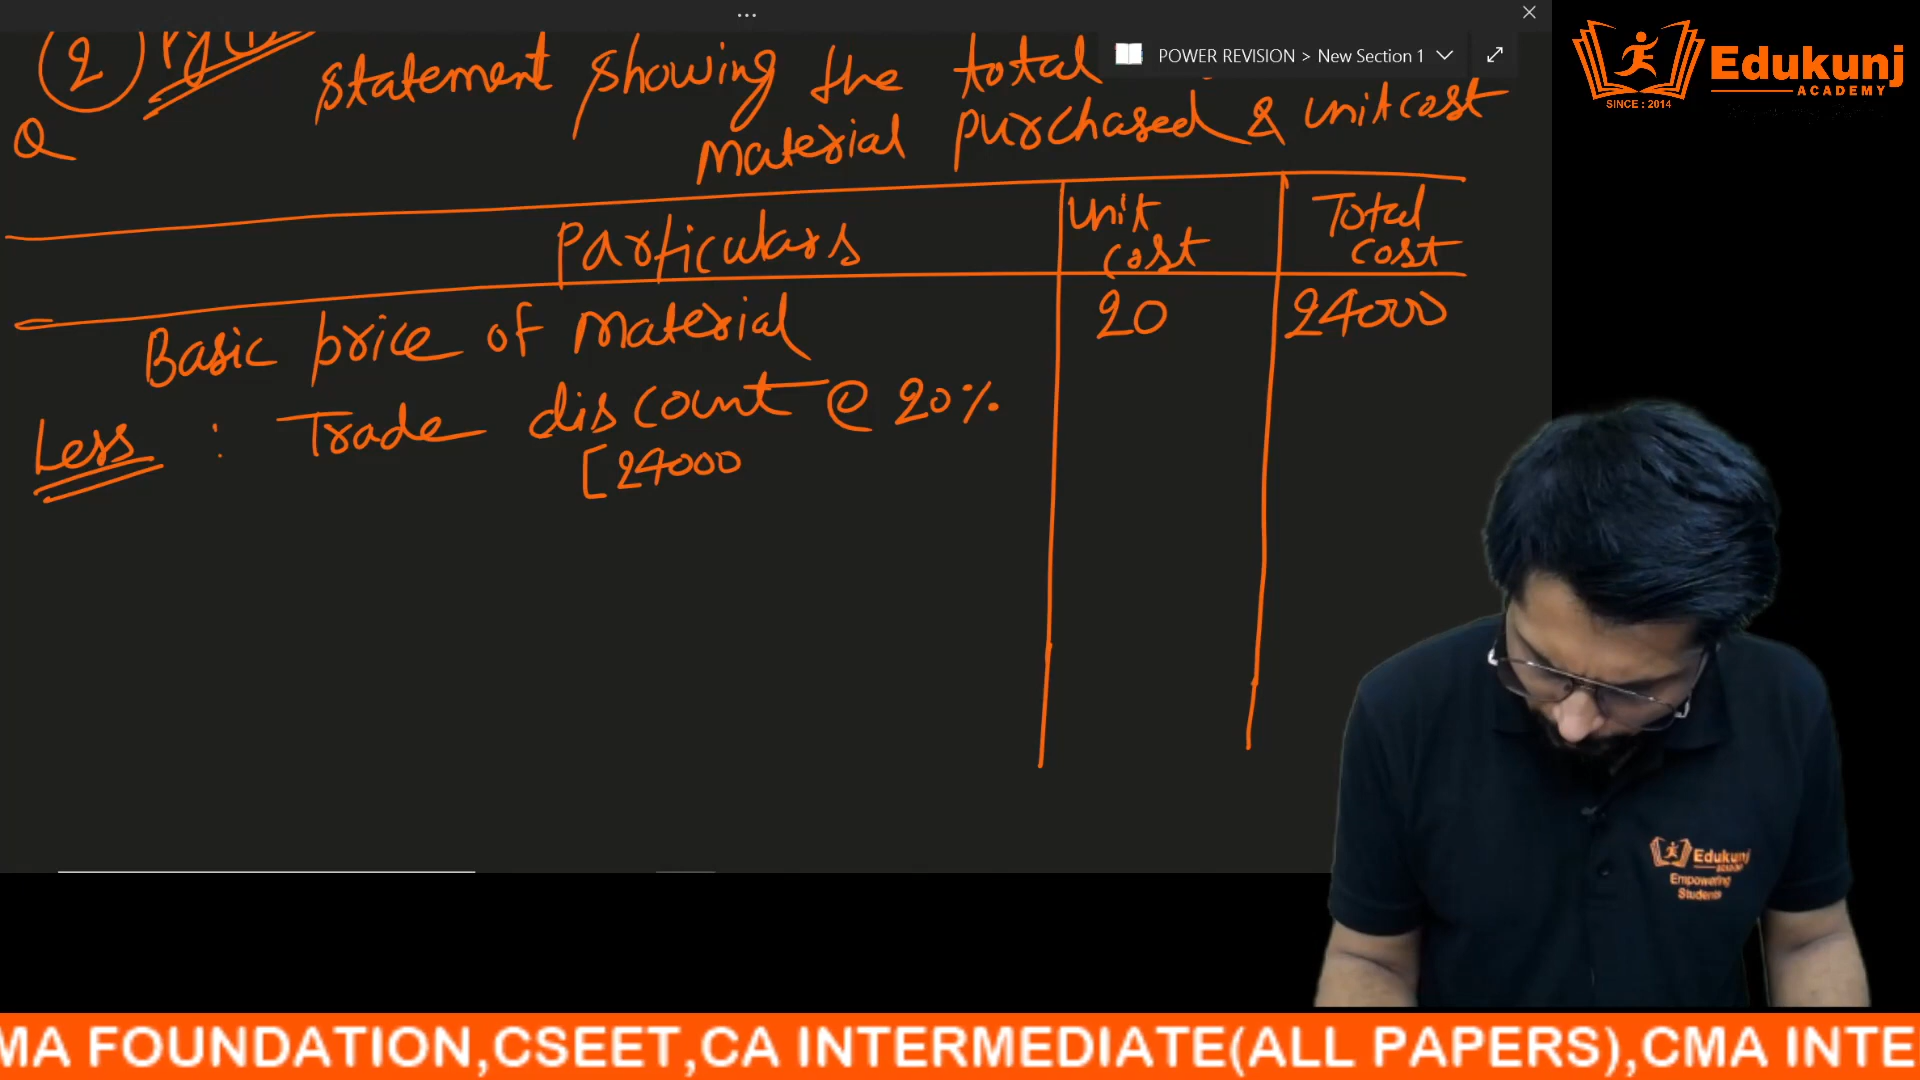 POWER REVISION > New Section 1
Edukunj
ACADEMY
SINCE : 2014
2
Q
statement showing the total
material purchased & unit cost
Particulars
Unit cost
Total cost
Basic price of material 20 24000
Less : Trade discount @ 20%
[24000
Edukunj
Empowering
Students
MA FOUNDATION,CSEET,CA INTERMEDIATE(ALL PAPERS),CMA INTE